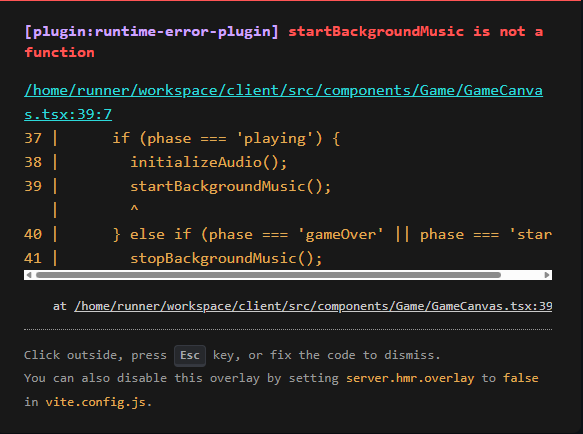 [plugin:runtime-error-plugin] startBackgroundMusic is not a
function
/home/runner/workspace/client/src/components/Game/GameCanva
s.tsx:39:7
37 |      if (phase === 'playing') {
38 |        initializeAudio();
39 |        startBackgroundMusic();
   |        ^
40 |      } else if (phase === 'gameOver' || phase === 'star
41 |        stopBackgroundMusic();
at /home/runner/workspace/client/src/components/Game/GameCanvas.tsx:39
Click outside, press Esc key, or fix the code to dismiss.
You can also disable this overlay by setting server.hmr.overlay to false
in vite.config.js.